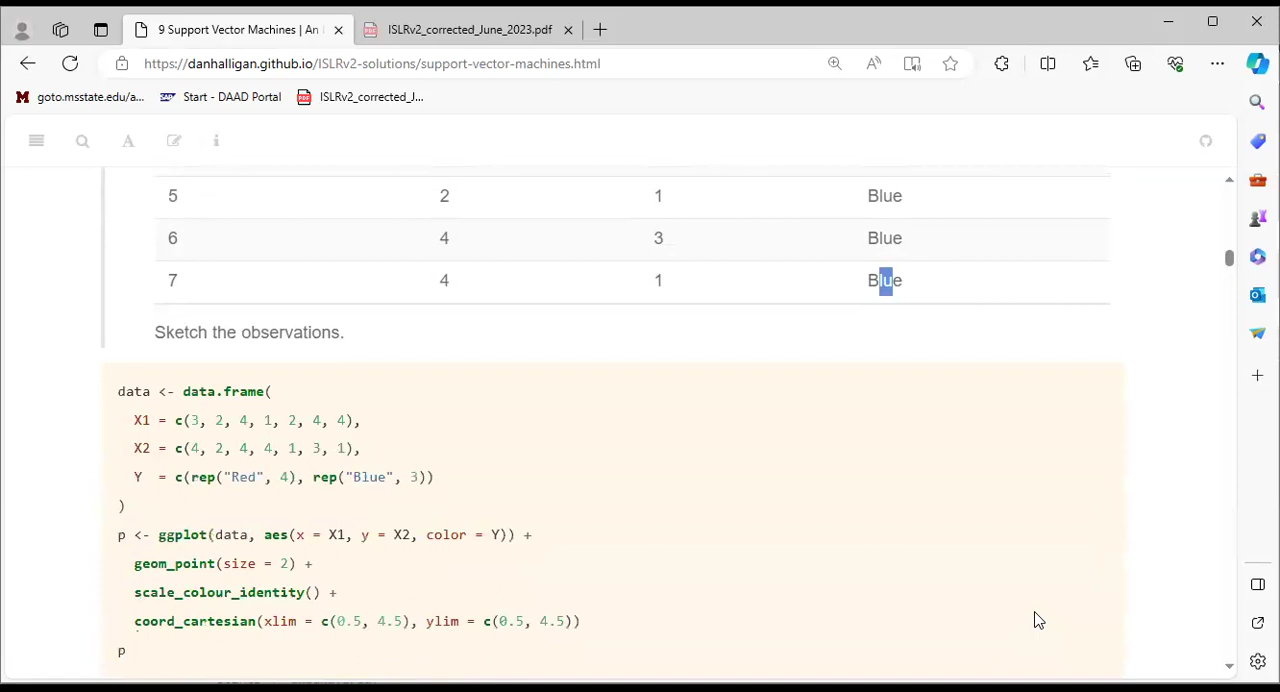 9 Support Vector Machines | An I
ISLRv2_corrected_June_2023.pdf
https://danhalligan.github.io/ISLRv2-solutions/support-vector-machines.html
goto.msstate.edu/a...
Start - DAAD Portal
ISLRv2_corrected_J...
5 2 1 Blue
6 4 3 Blue
7 4 1 Blue
Sketch the observations.
data <- data.frame(
X1 = c(3, 2, 4, 1, 2, 4, 4),
X2 = c(4, 2, 4, 4, 1, 3, 1),
Y = c(rep("Red", 4), rep("Blue", 3))
)
p <- ggplot(data, aes(x = X1, y = X2, color = Y)) +
geom_point(size = 2) +
scale_colour_identity() +
coord_cartesian(xlim = c(0.5, 4.5), ylim = c(0.5, 4.5))
p